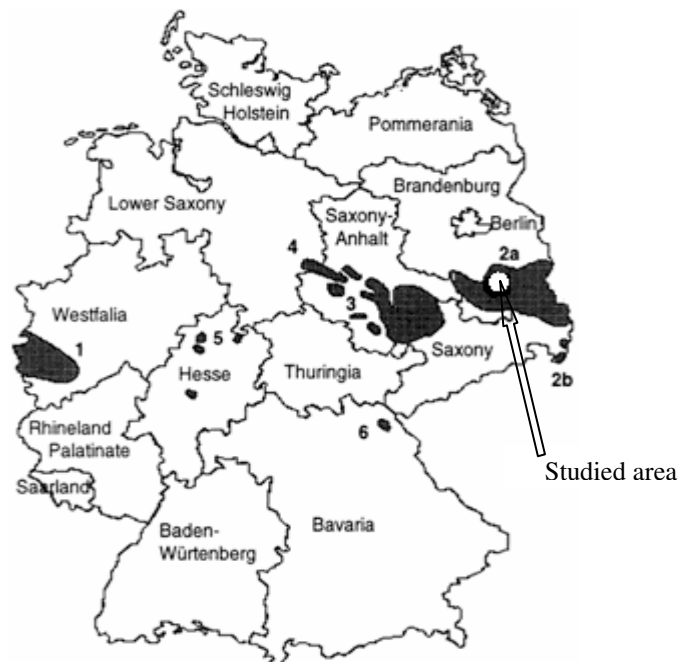 Schleswig
Holstein
Pommerania
Brandenburg
Lower Saxony
Berlin
Saxony-
Anhalt
4
2a
Westfalia
3
1
5
Saxony
Hesse
Thuringia
2b
6
Rhineland
Palatinate
Studied area
Saarland
Baden-
Würtenberg
Bavaria